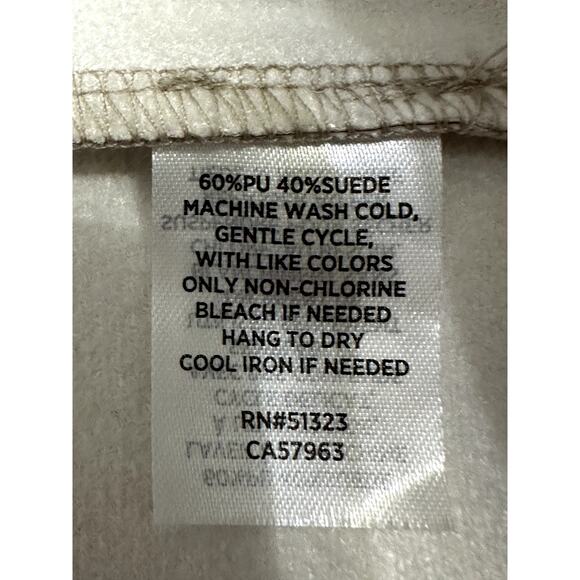 60%PU 40%SUEDE
MACHINE WASH COLD,
GENTLE CYCLE,
WITH LIKE COLORS
ONLY NON-CHLORINE
BLEACH IF NEEDED
HANG TO DRY
COOL IRON IF NEEDED
RN#51323
CA57963